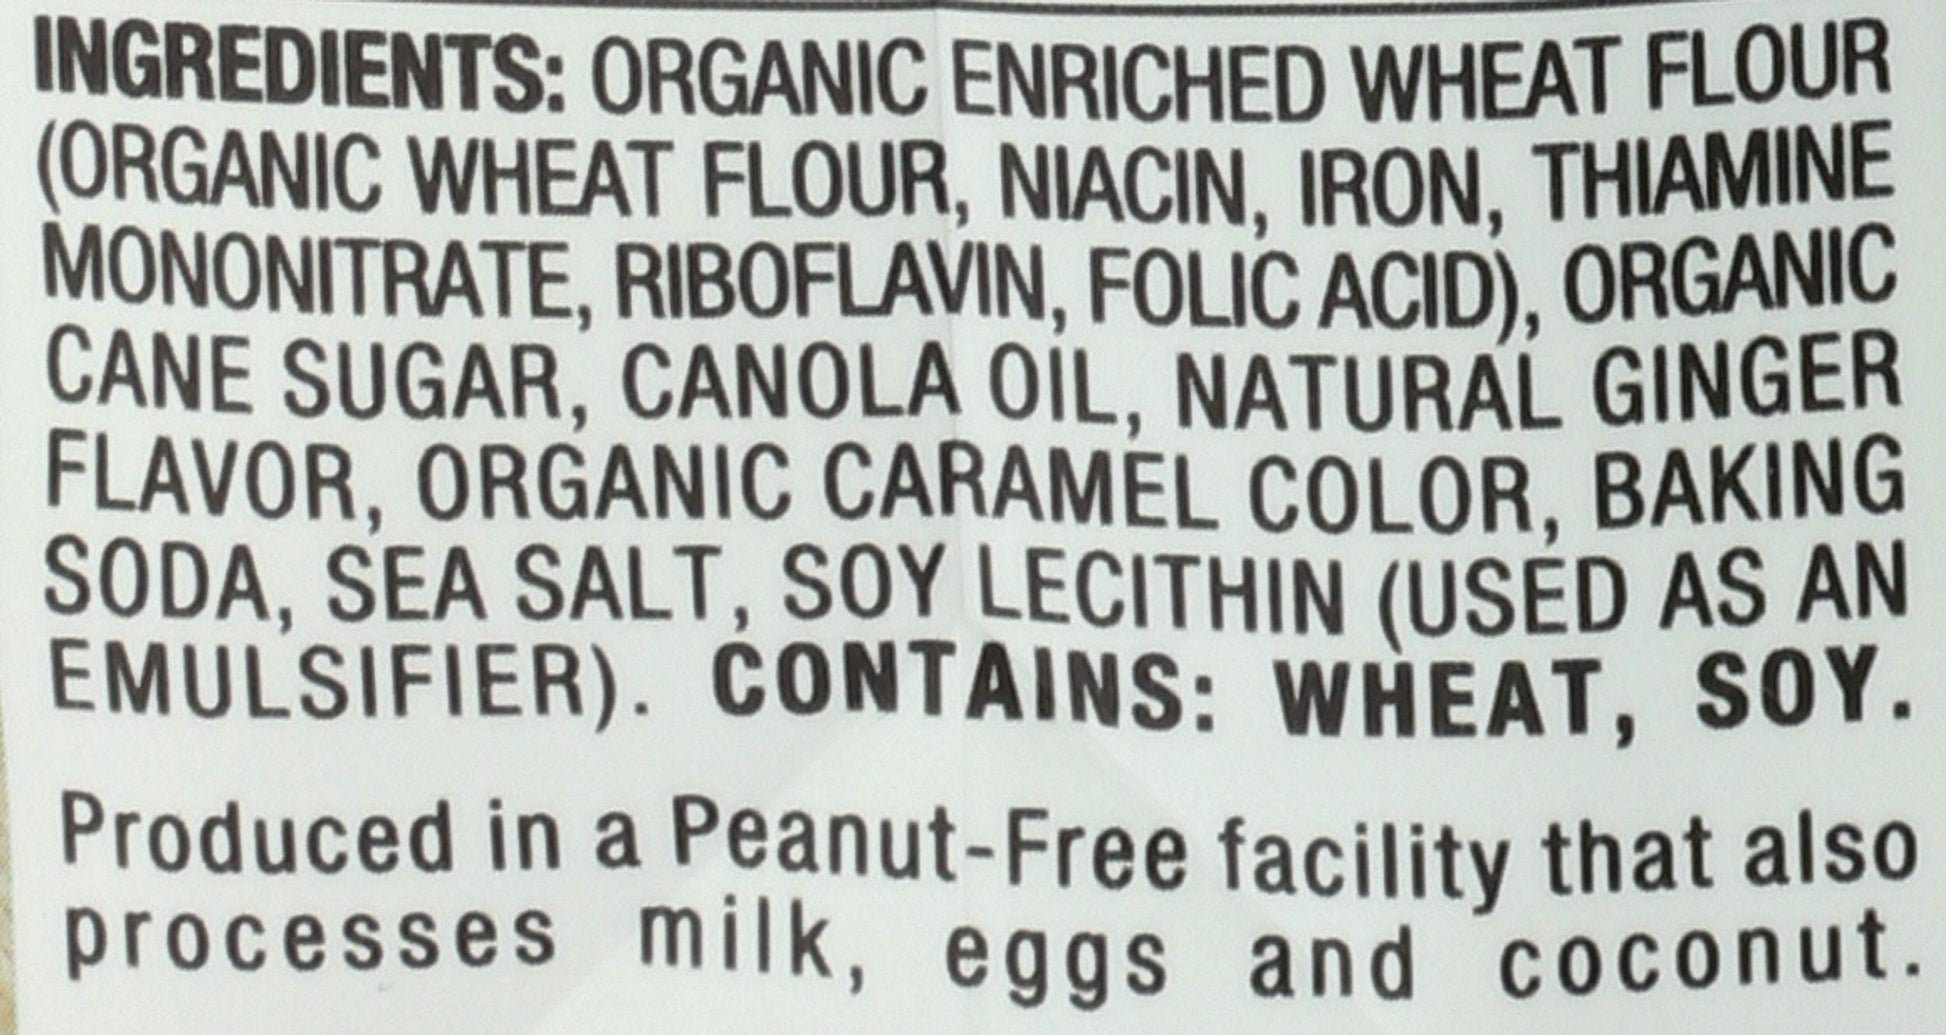 INGREDIENTS: ORGANIC ENRICHED WHEAT FLOUR
(ORGANIC WHEAT FLOUR, NIACIN, IRON, THIAMINE
MONONITRATE, RIBOFLAVIN, FOLIC ACID), ORGANIC
CANE SUGAR, CANOLA OIL, NATURAL GINGER
FLAVOR, ORGANIC CARAMEL COLOR, BAKING
SODA, SEA SALT, SOY LECITHIN (USED AS AN
EMULSIFIER). CONTAINS: WHEAT, SOY.
Produced in a Peanut-Free facility that also
processes milk, eggs and coconut.